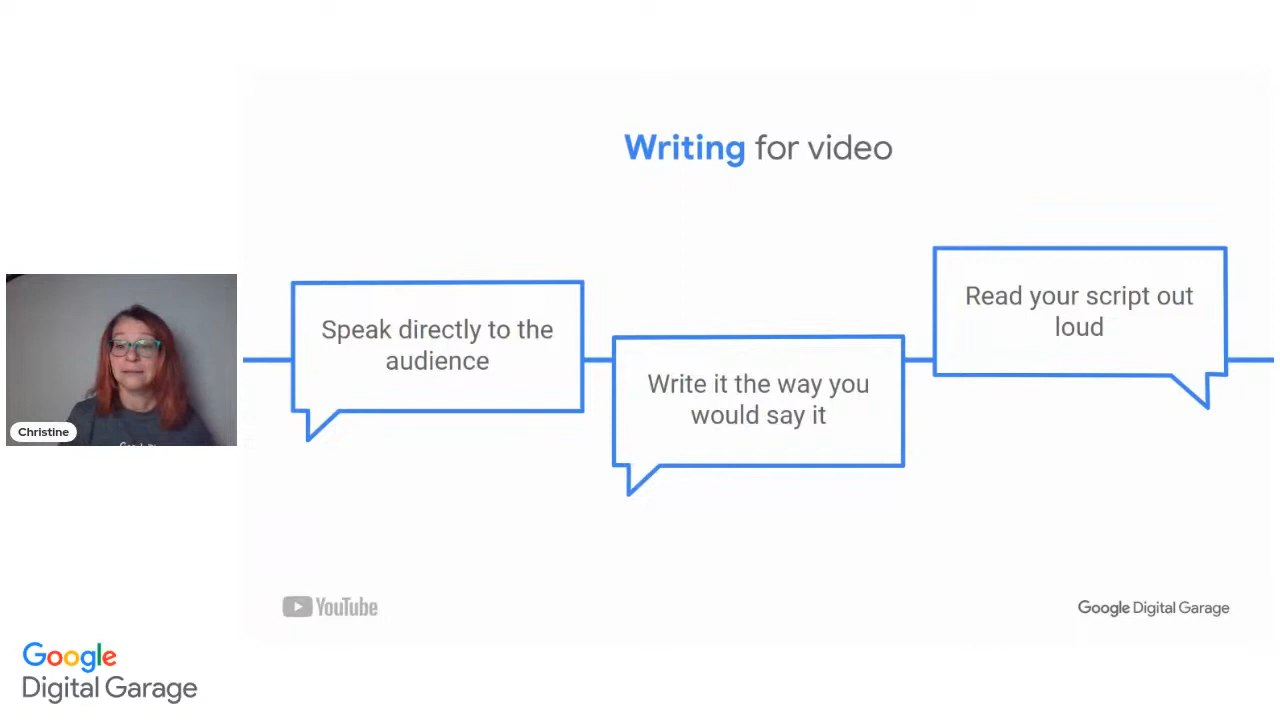 Writing for video
Speak directly to the
audience
Write it the way you
would say it
Read your script out
loud
Christine
YouTube
Google Digital Garage
Google
Digital Garage